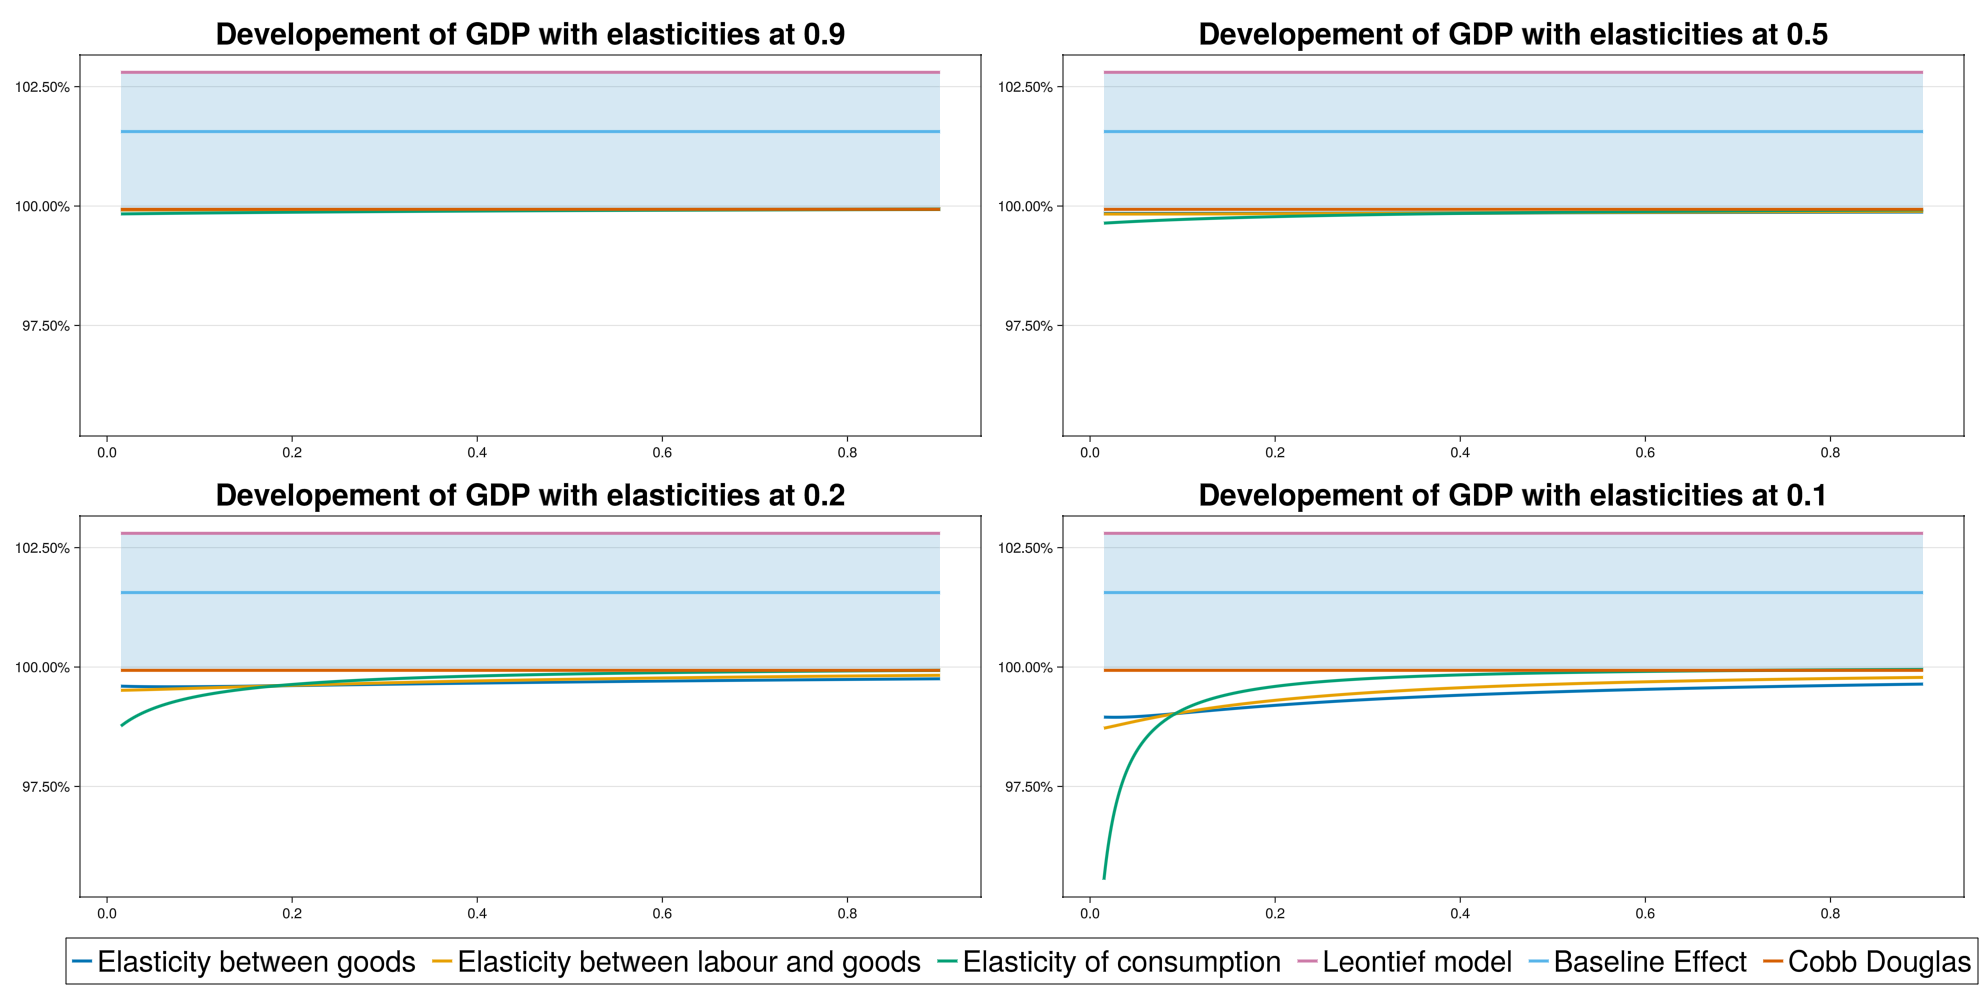 Developement of GDP with elasticities at 0.9
102.50%
100.00%
97.50%
0.0 0.2 0.4 0.6 0.8
Developement of GDP with elasticities at 0.5
102.50%
100.00%
97.50%
0.0 0.2 0.4 0.6 0.8
Developement of GDP with elasticities at 0.2
102.50%
100.00%
97.50%
0.0 0.2 0.4 0.6 0.8
Developement of GDP with elasticities at 0.1
102.50%
100.00%
97.50%
0.0 0.2 0.4 0.6 0.8
Elasticity between goods Elasticity between labour and goods Elasticity of consumption Leontief model Baseline Effect Cobb Douglas